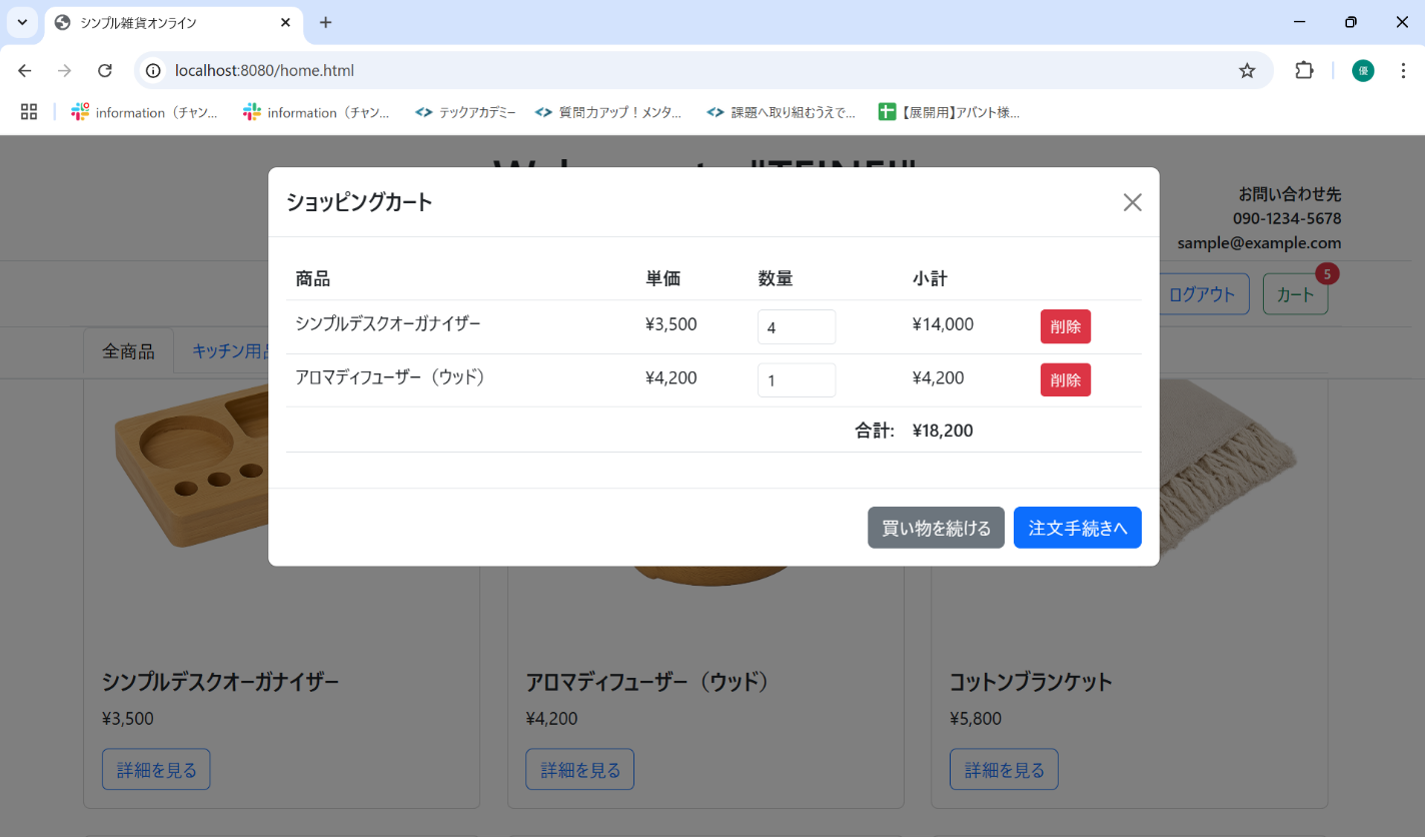 シンプル雑貨オンライン
localhost:8080/home.html
information（チャン...
information（チャン...
テックアカデミー
質問力アップ！メンタ...
課題へ取り組むうえで...
【展開用】アバント様...
優
ショッピングカート
お問い合わせ先
090-1234-5678
sample@example.com
商品 単価 数量 小計
ログアウト カート 5
シンプルデスクオーガナイザー ¥3,500 4 ¥14,000 削除
全商品 キッチン用品
アロマディフューザー（ウッド） ¥4,200 1 ¥4,200 削除
合計: ¥18,200
買い物を続ける 注文手続きへ
シンプルデスクオーガナイザー
¥3,500
詳細を見る
アロマディフューザー（ウッド）
¥4,200
詳細を見る
コットンブランケット
¥5,800
詳細を見る